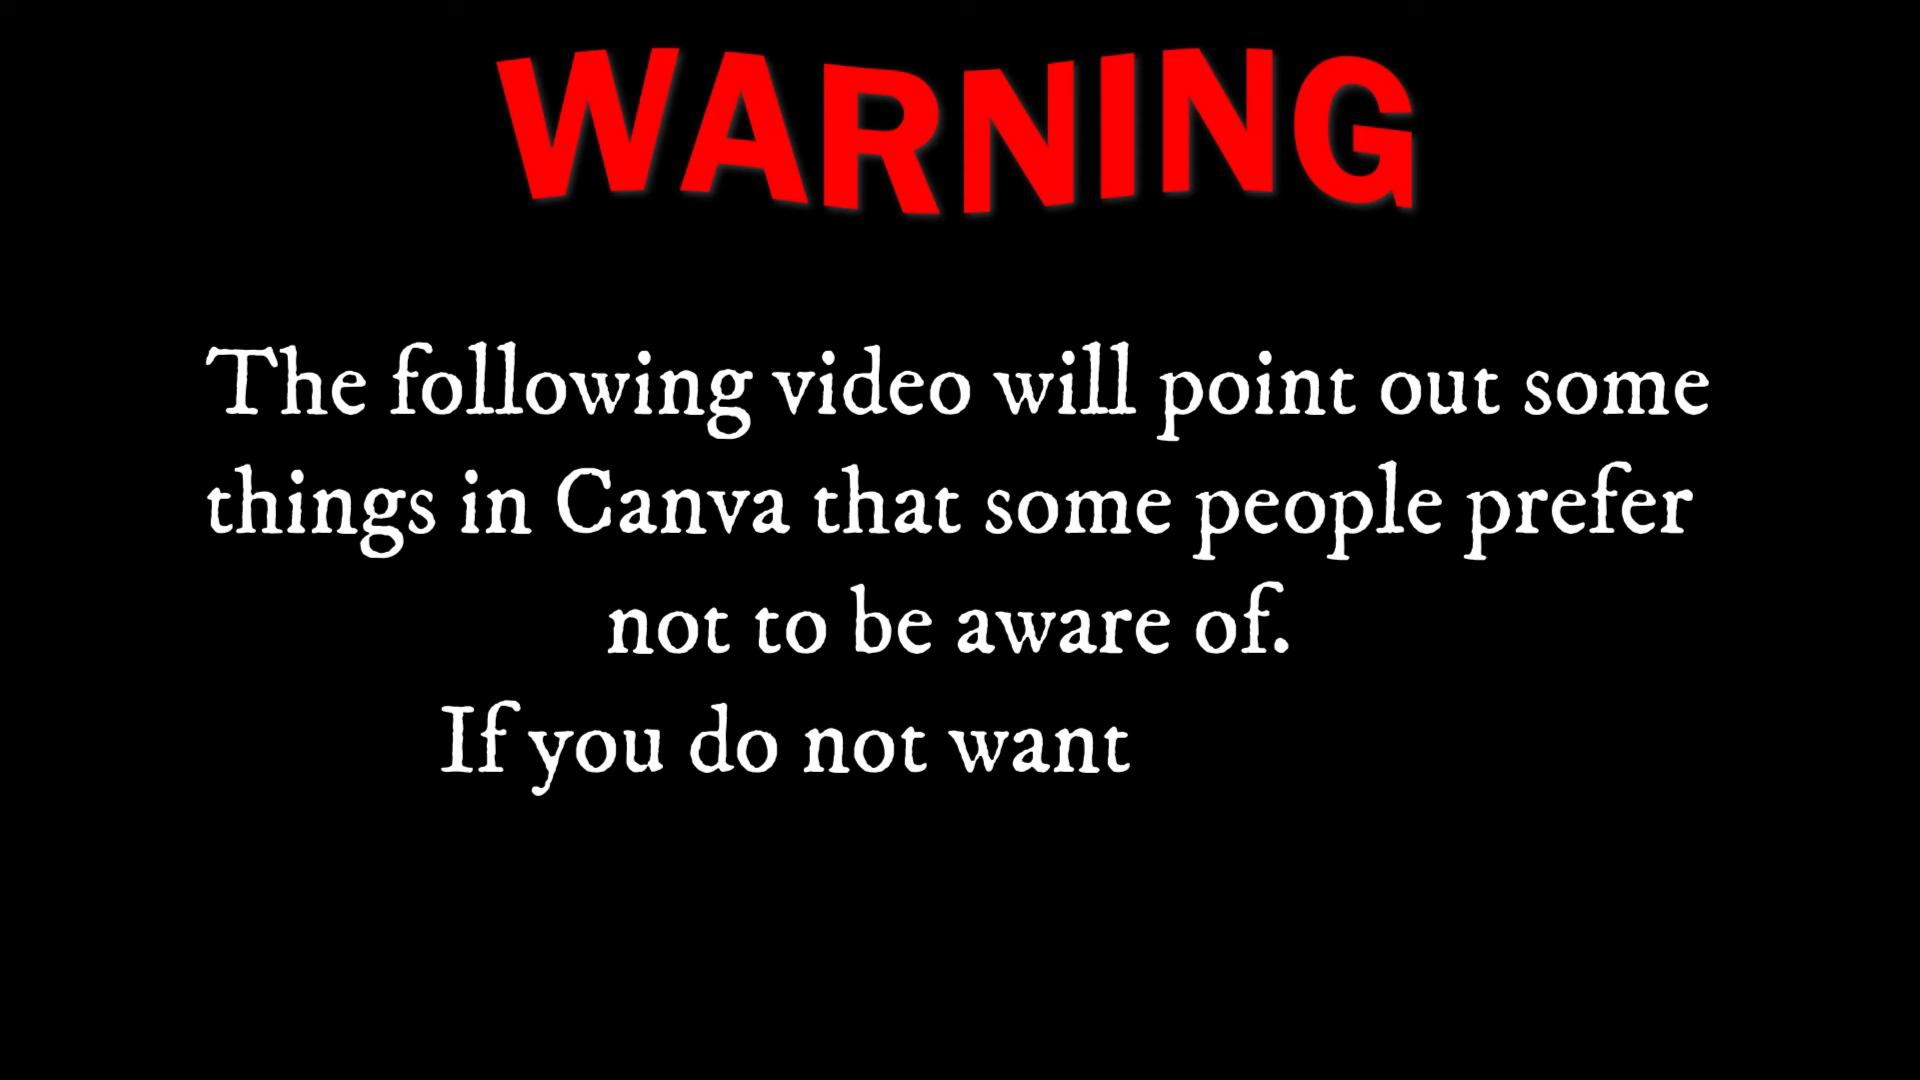 WARNING
The following video will point out some
things in Canva that some people prefer
not to be aware of.
If you do not want